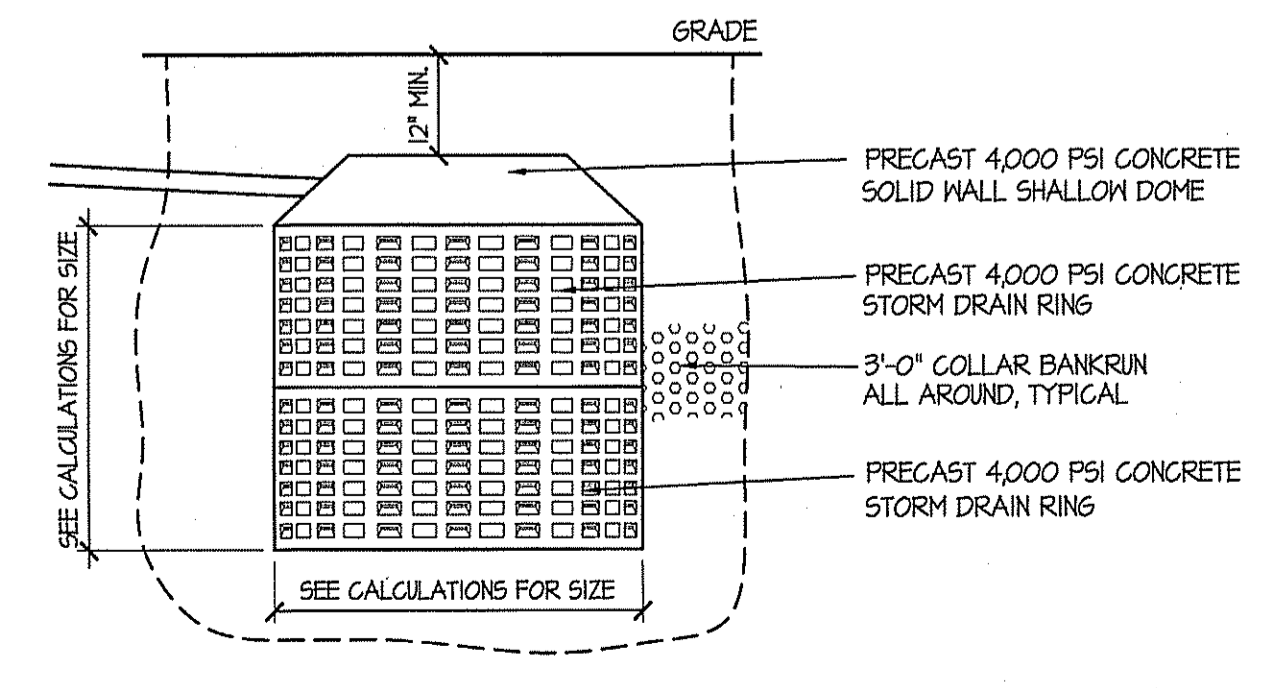 GRADE
12" MIN.
PRECAST 4,000 PSI CONCRETE
SOLID WALL SHALLOW DOME
SEE CALCULATIONS FOR SIZE
PRECAST 4,000 PSI CONCRETE
STORM DRAIN RING
3'-0" COLLAR BANKRUN
ALL AROUND, TYPICAL
PRECAST 4,000 PSI CONCRETE
STORM DRAIN RING
SEE CALCULATIONS FOR SIZE